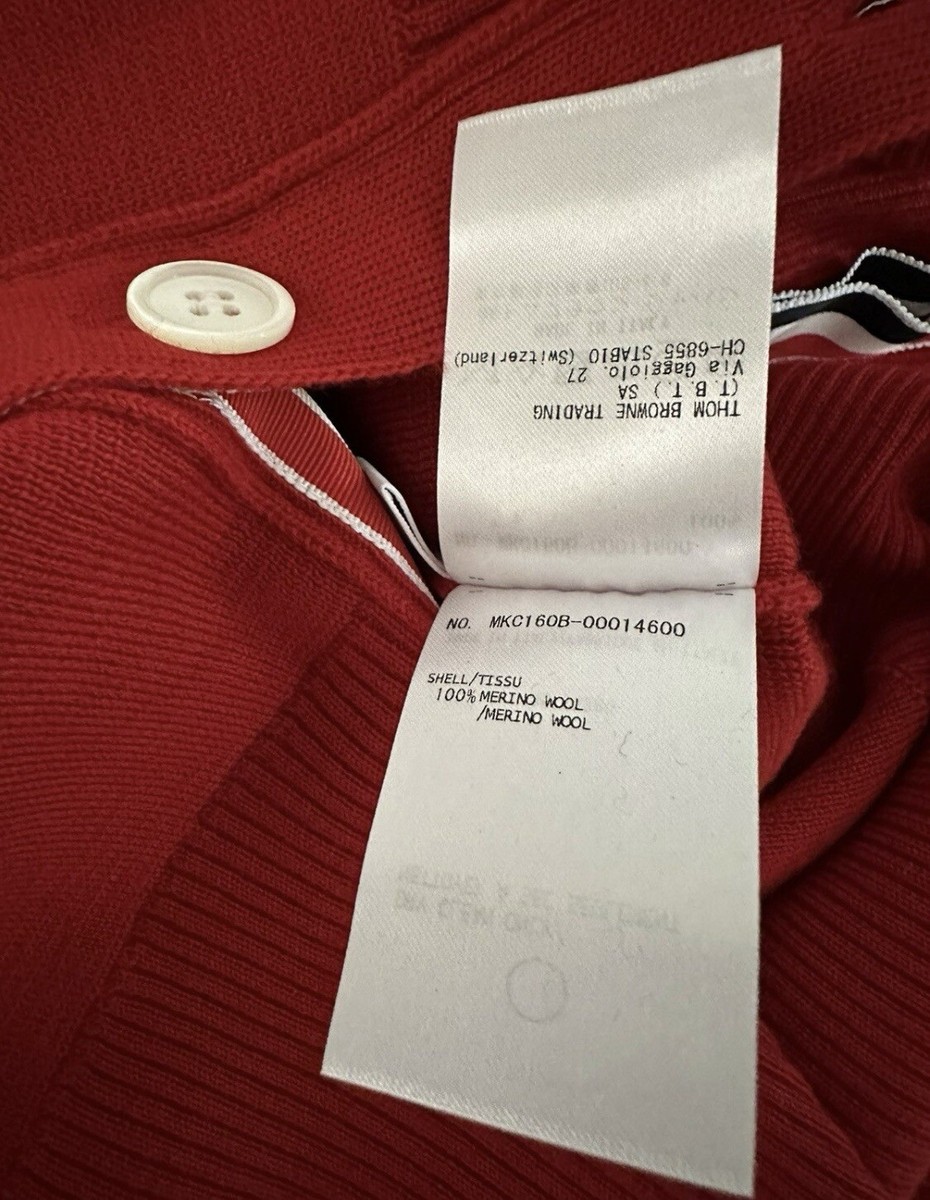 THOM BROWNE TRADING
(T.B.T.) SA
Via Gaggiolo, 27
CH-6855 STABIO (Switzerland)
NO. MKC160B-00014600
SHELL/TISSU
100% MERINO WOOL
/MERINO WOOL